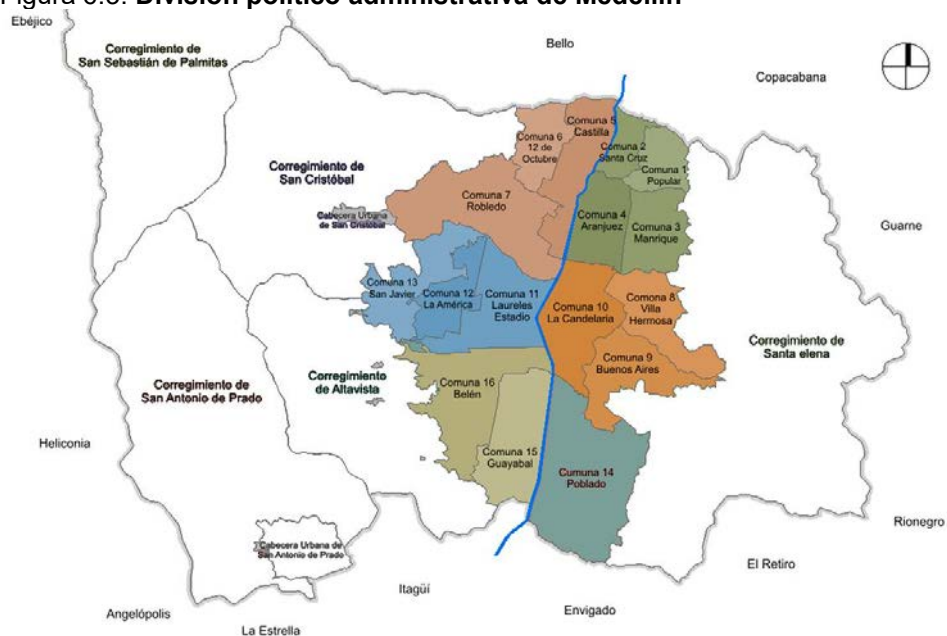 Figura 3.3. División político administrativa de Medellín
Ebéjico
Corregimiento de
San Sebastián de Palmitas
Bello
Copacabana
Comuna 5
Castilla
Comuna 6
12 de
Octubre
Comuna 2
Santa Cruz
Comuna 1
Popular
Corregimiento de
San Cristóbal
Comuna 7
Robledo
Cabecera Urbana
de San Cristóbal
Comuna 4
Aranjuez
Comuna 3
Manrique
Guarne
Comuna 13
San Javier
Comuna 12
La América
Comuna 11
Laureles
Estadio
Comuna 10
La Candelaria
Comona 8
Villa
Hermosa
Corregimiento de
Santa elena
Comuna 9
Buenos Aires
Corregimiento de
San Antonio de Prado
Corregimiento
de Altavista
Comuna 16
Belén
Heliconia
Comuna 15
Guayabal
Cumuna 14
Poblado
Rionegro
Cabecera Urbana de
San Antonio de Prado
El Retiro
Itagüí
Angelópolis
Envigado
La Estrella